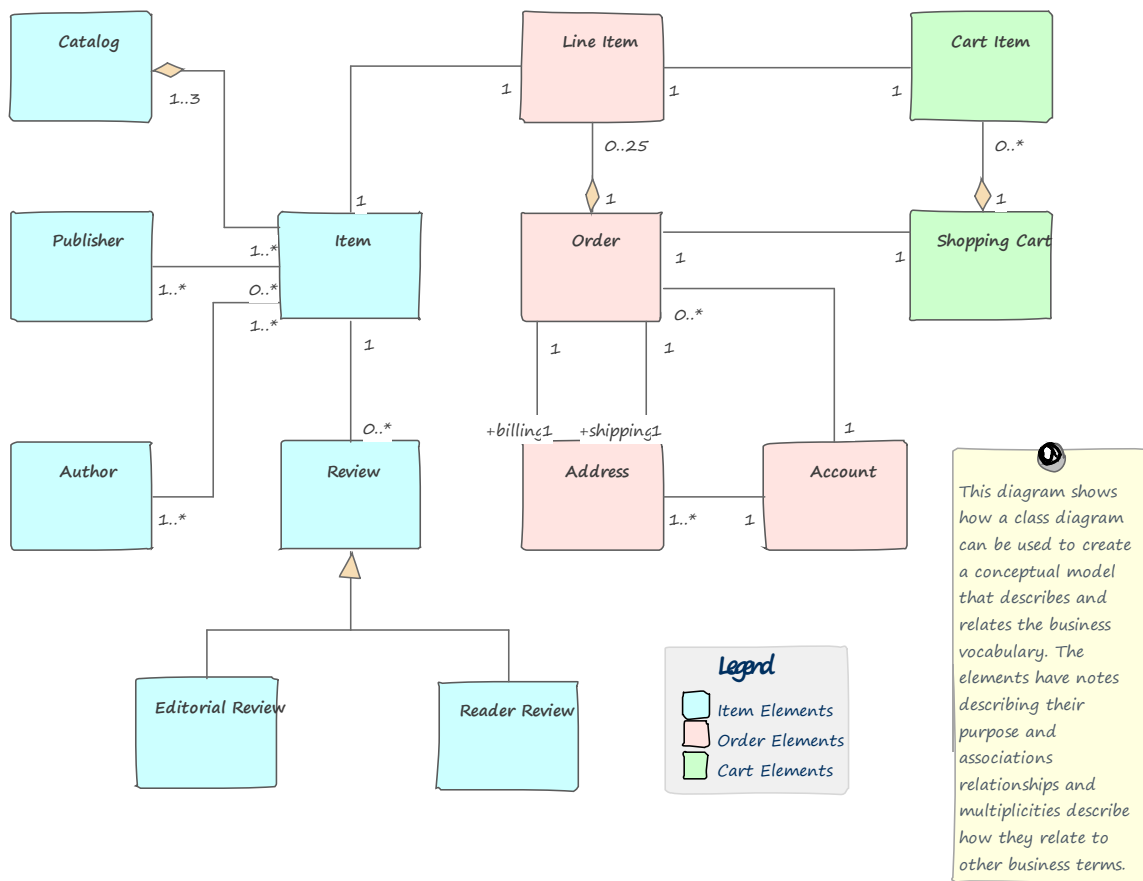 Catalog
Line Item
Cart Item
1..3
1
1
1
0..25
0..*
1
1
1
Publisher
Item
Order
Shopping Cart
1..*
1
1
1..*
0..*
0..*
1..*
1
1
1
0..*
+billing 1
+shipping 1
1
Author
Review
Address
Account
1..*
1..*
1
Editorial Review
Reader Review
Legend
Item Elements
Order Elements
Cart Elements
This diagram shows
how a class diagram
can be used to create
a conceptual model
that describes and
relates the business
vocabulary. The
elements have notes
describing their
purpose and
associations
relationships and
multiplicities describe
how they relate to
other business terms.